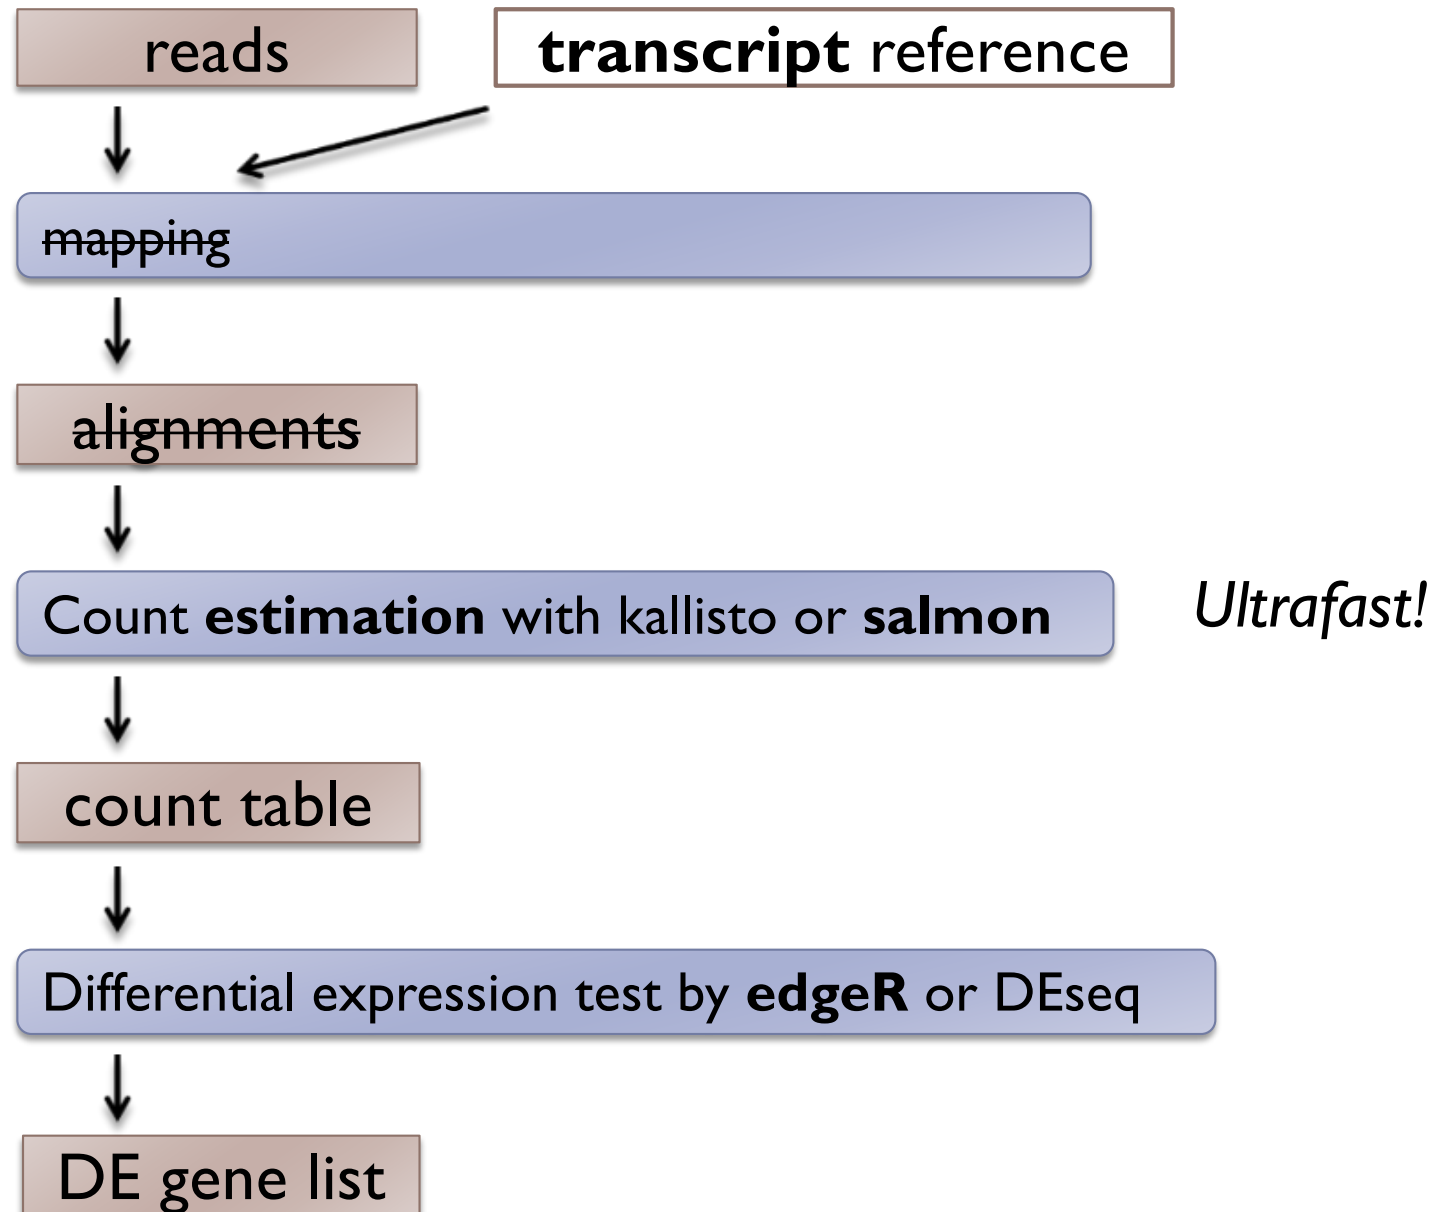 reads
transcript reference
mapping
alignments
Count estimation with kallisto or salmon
Ultrafast!
count table
Differential expression test by edgeR or DEseq
DE gene list